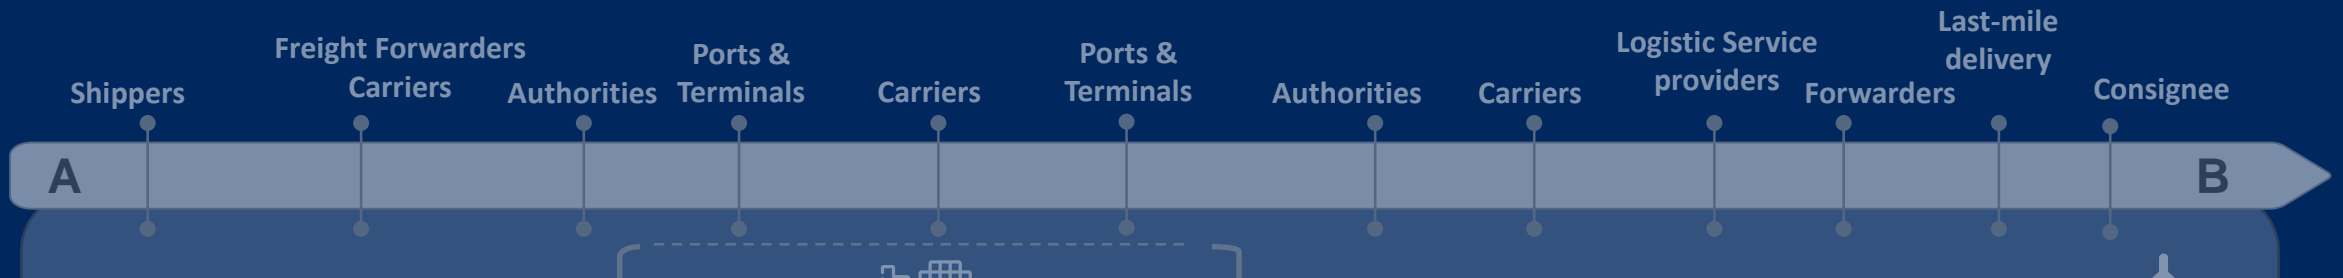 Shippers
Freight Forwarders
Carriers
Authorities
Ports &
Terminals
Carriers
Ports &
Terminals
Authorities
Carriers
Logistic Service
providers
Forwarders
Last-mile
delivery
Consignee
A
B